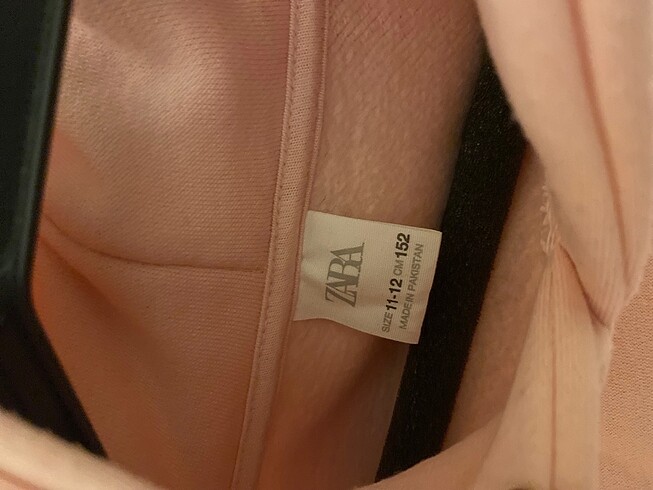 ZARA
SIZE 11-12 CM 152
MADE IN PAKISTAN